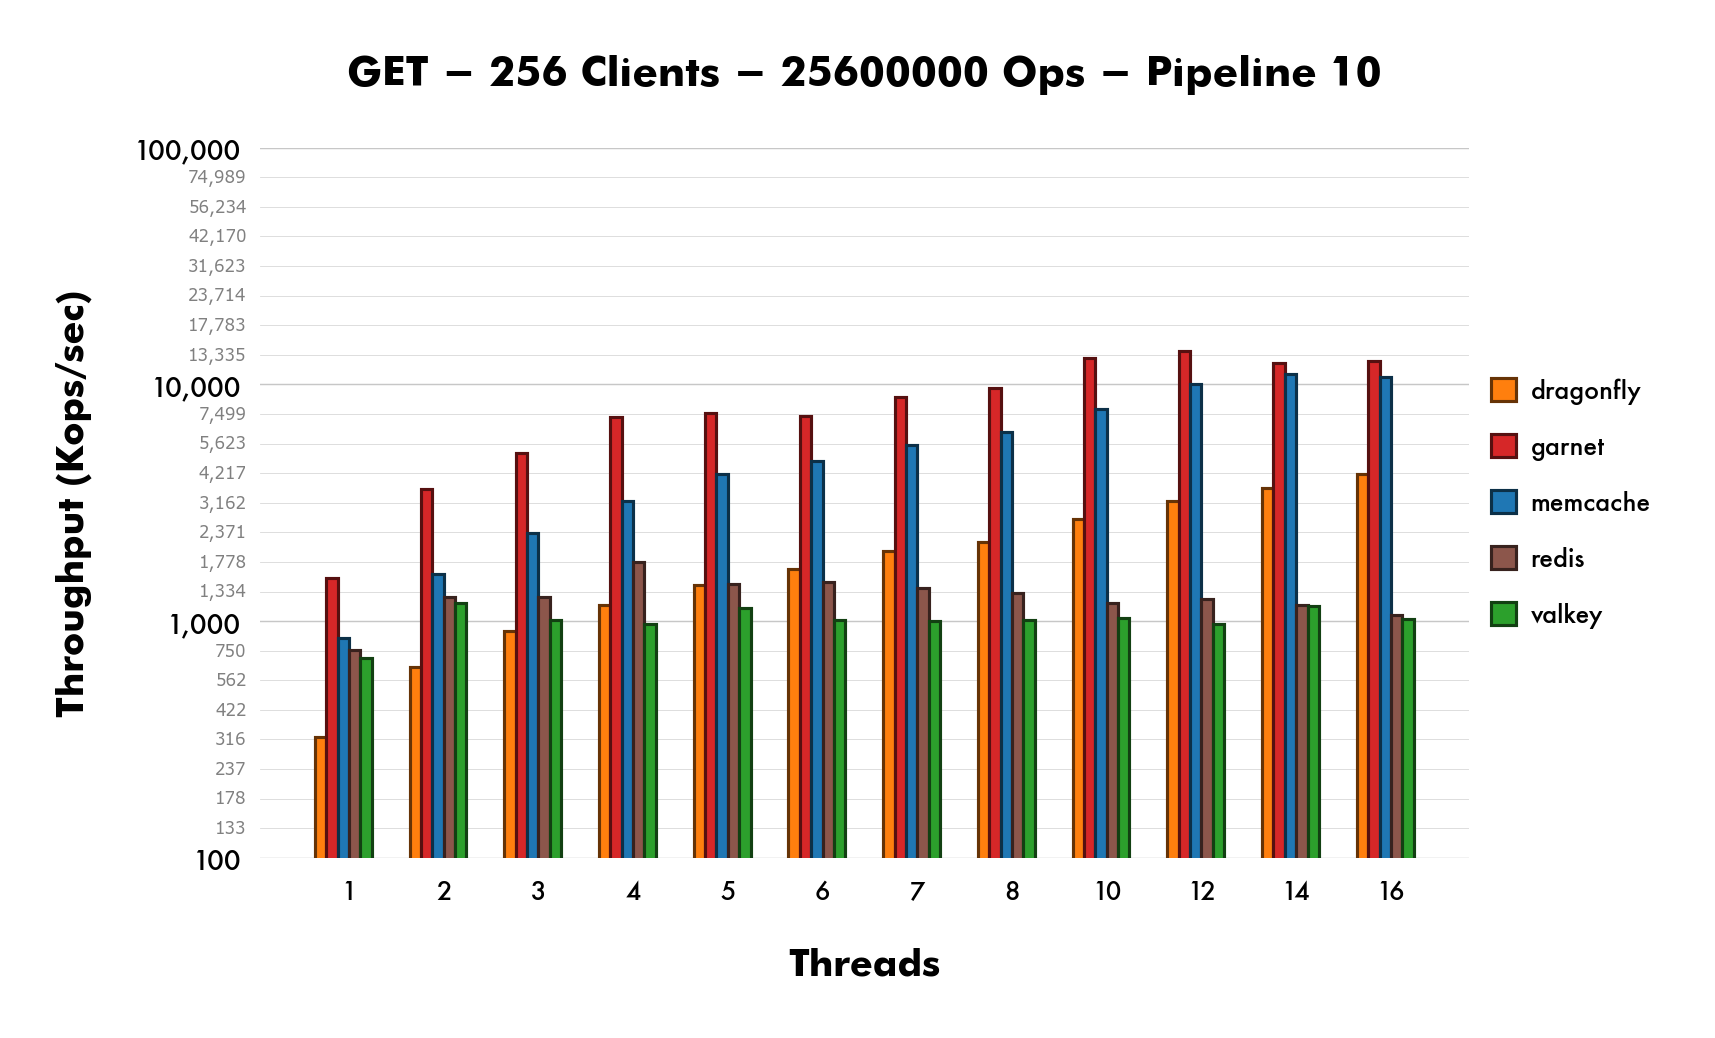 GET – 256 Clients – 25600000 Ops – Pipeline 10
Throughput (Kops/sec)
100,000
74,989
56,234
42,170
31,623
23,714
17,783
13,335
10,000
7,499
5,623
4,217
3,162
2,371
1,778
1,334
1,000
750
562
422
316
237
178
133
100
1 2 3 4 5 6 7 8 10 12 14 16
Threads
dragonfly
garnet
memcache
redis
valkey